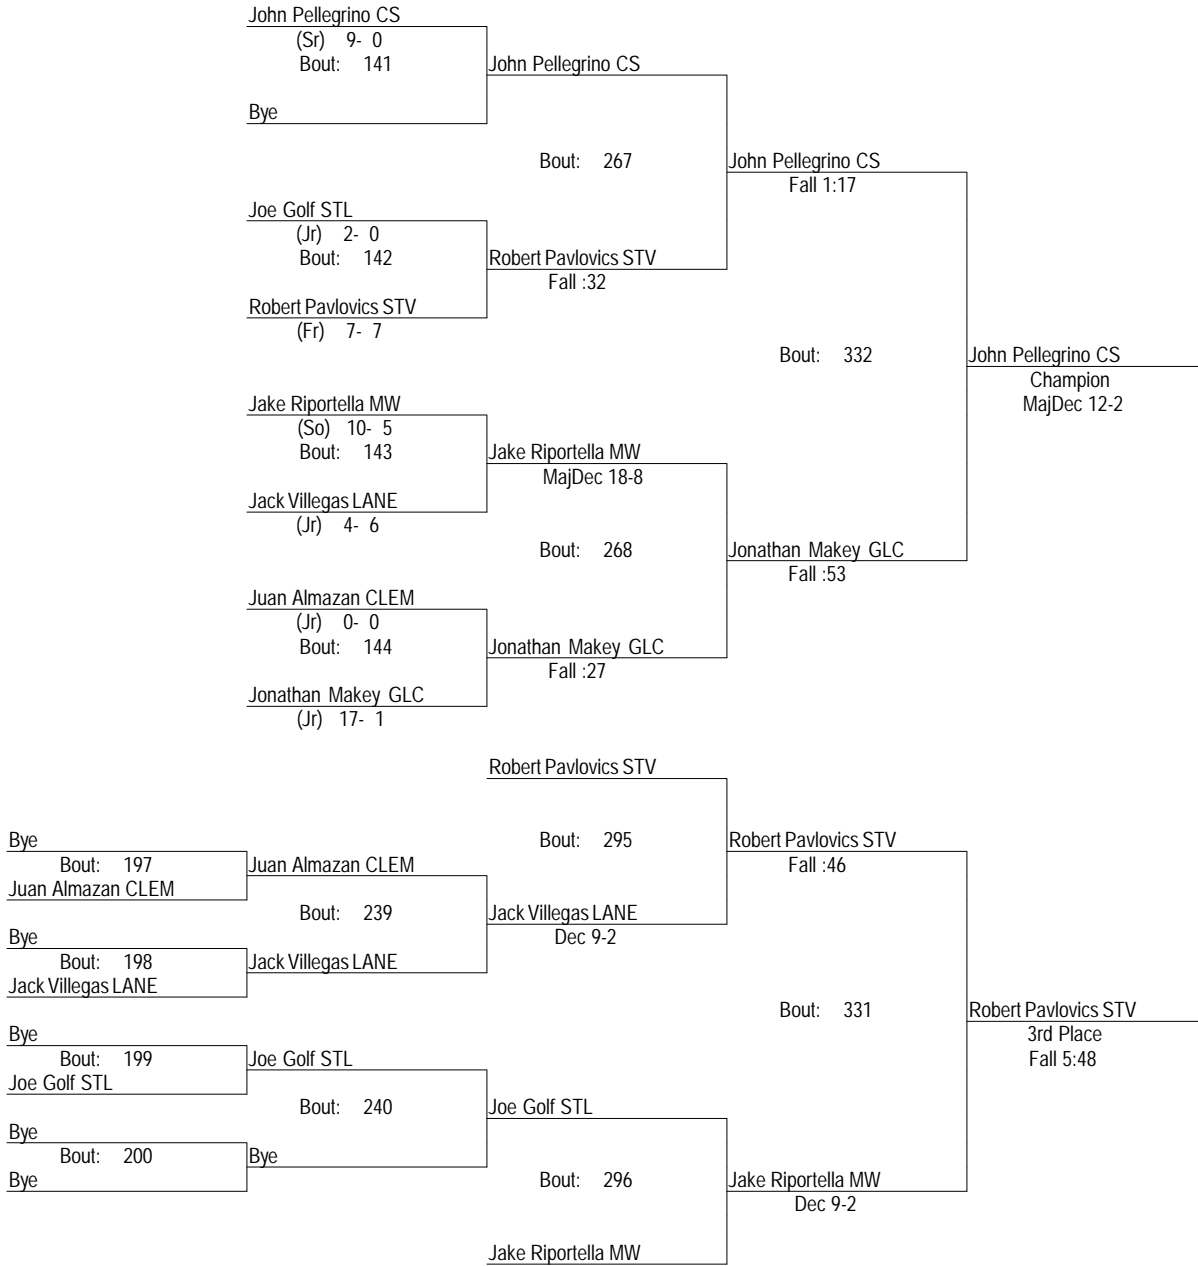 John Pellegrino CS
(Sr) 9- 0
Bout: 141
John Pellegrino CS
Bye
Bout: 267
John Pellegrino CS
Fall 1:17
Joe Golf STL
(Jr) 2- 0
Bout: 142
Robert Pavlovics STV
Fall :32
Robert Pavlovics STV
(Fr) 7- 7
Bout: 332
John Pellegrino CS
Champion
MajDec 12-2
Jake Riportella MW
(So) 10- 5
Bout: 143
Jake Riportella MW
MajDec 18-8
Jack Villegas LANE
(Jr) 4- 6
Bout: 268
Jonathan Makey GLC
Fall :53
Juan Almazan CLEM
(Jr) 0- 0
Bout: 144
Jonathan Makey GLC
Fall :27
Jonathan Makey GLC
(Jr) 17- 1
Robert Pavlovics STV
Bout: 295
Robert Pavlovics STV
Fall :46
Bye
Bout: 197
Juan Almazan CLEM
Juan Almazan CLEM
Bout: 239
Jack Villegas LANE
Dec 9-2
Bye
Bout: 198
Jack Villegas LANE
Jack Villegas LANE
Bout: 331
Robert Pavlovics STV
3rd Place
Fall 5:48
Bye
Bout: 199
Joe Golf STL
Joe Golf STL
Bout: 240
Joe Golf STL
Bye
Bout: 200
Bye
Bye
Bout: 296
Jake Riportella MW
Dec 9-2
Jake Riportella MW